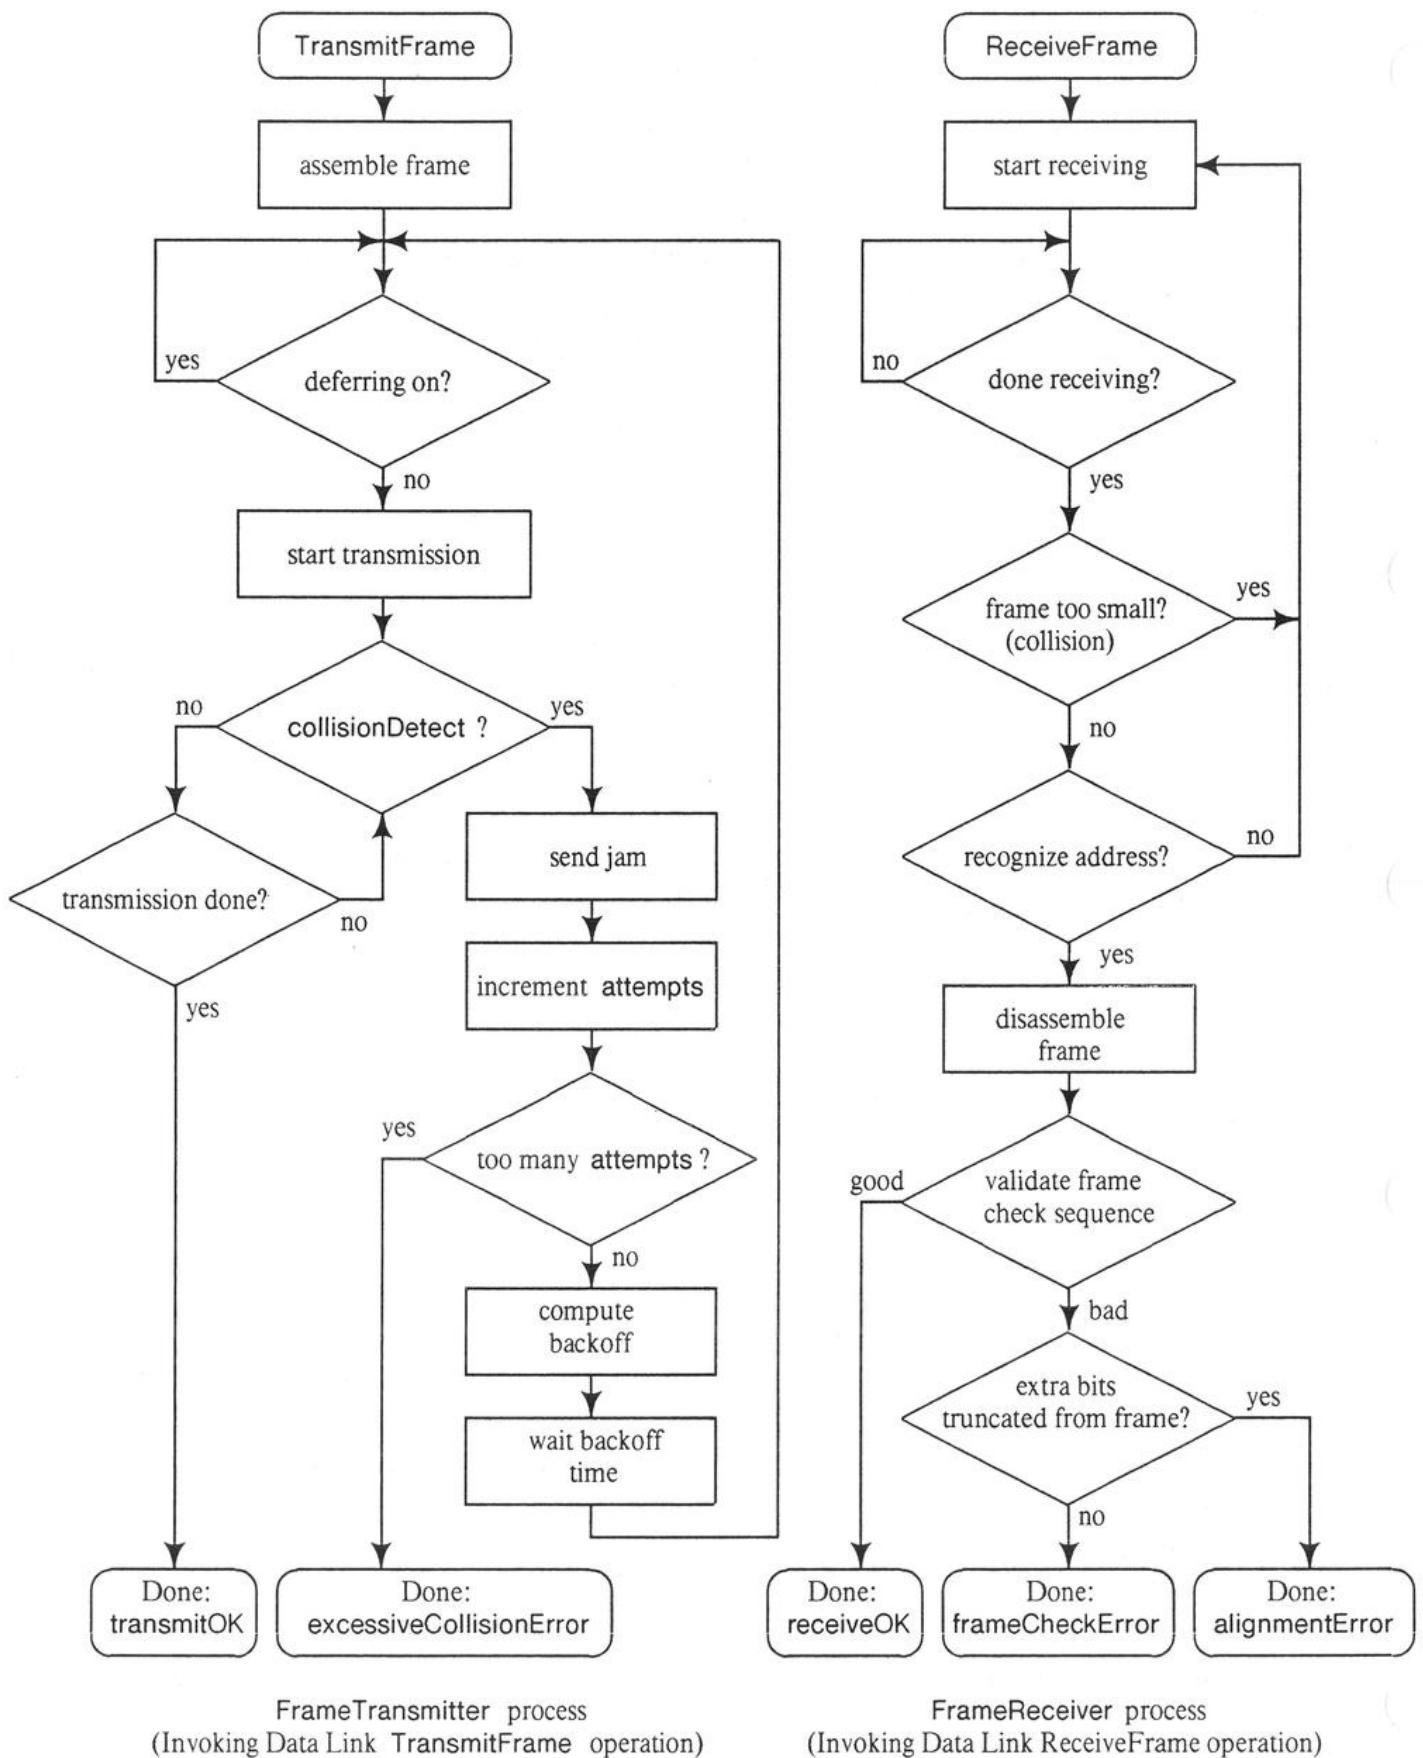 TransmitFrame
assemble frame
yes
deferring on?
no
start transmission
no
collisionDetect ?
yes
transmission done?
no
yes
send jam
increment attempts
yes
too many attempts ?
no
compute
backoff
wait backoff
time
Done:
transmitOK
Done:
excessiveCollisionError
FrameTransmitter process
(Invoking Data Link TransmitFrame operation)
ReceiveFrame
start receiving
no
done receiving?
yes
frame too small?
(collision)
yes
no
recognize address?
no
yes
disassemble
frame
good
validate frame
check sequence
bad
extra bits
truncated from frame?
yes
no
Done:
receiveOK
Done:
frameCheckError
Done:
alignmentError
FrameReceiver process
(Invoking Data Link ReceiveFrame operation)